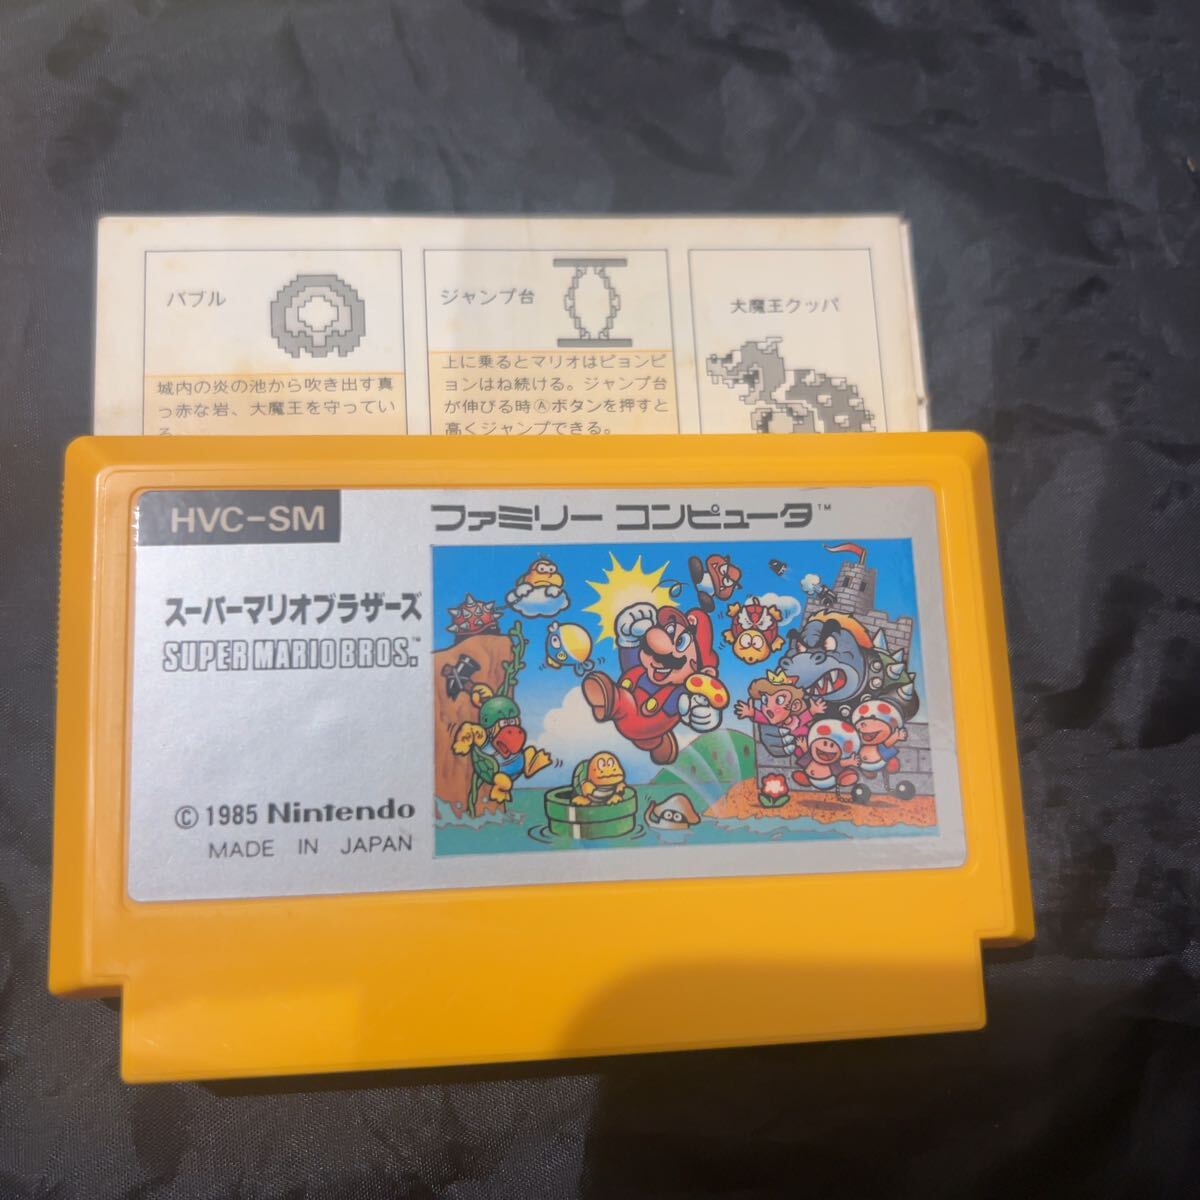 バブル
城内の炎の池から吹き出す真
っ赤な岩、大魔王を守ってい
る。
ジャンプ台
上に乗るとマリオはピョンピ
ョンはね続ける。ジャンプ台
が伸びる時Ⓐボタンを押すと
高くジャンプできる。
大魔王クッパ
HVC-SM
ファミリー コンピュータ™
スーパーマリオブラザーズ
SUPER MARIO BROS.™
© 1985 Nintendo
MADE IN JAPAN